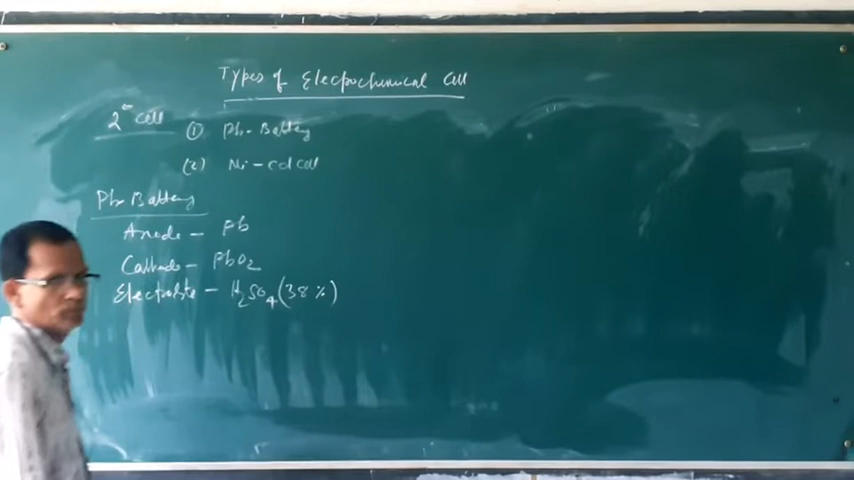 Types of Electrochemical Cell
2° Cell ① Pb-Battery
(2) Ni-Cd cell
Pb Battery
Anode - Pb
Cathode - PbO2
Electrolyte - H2SO4 (38%)